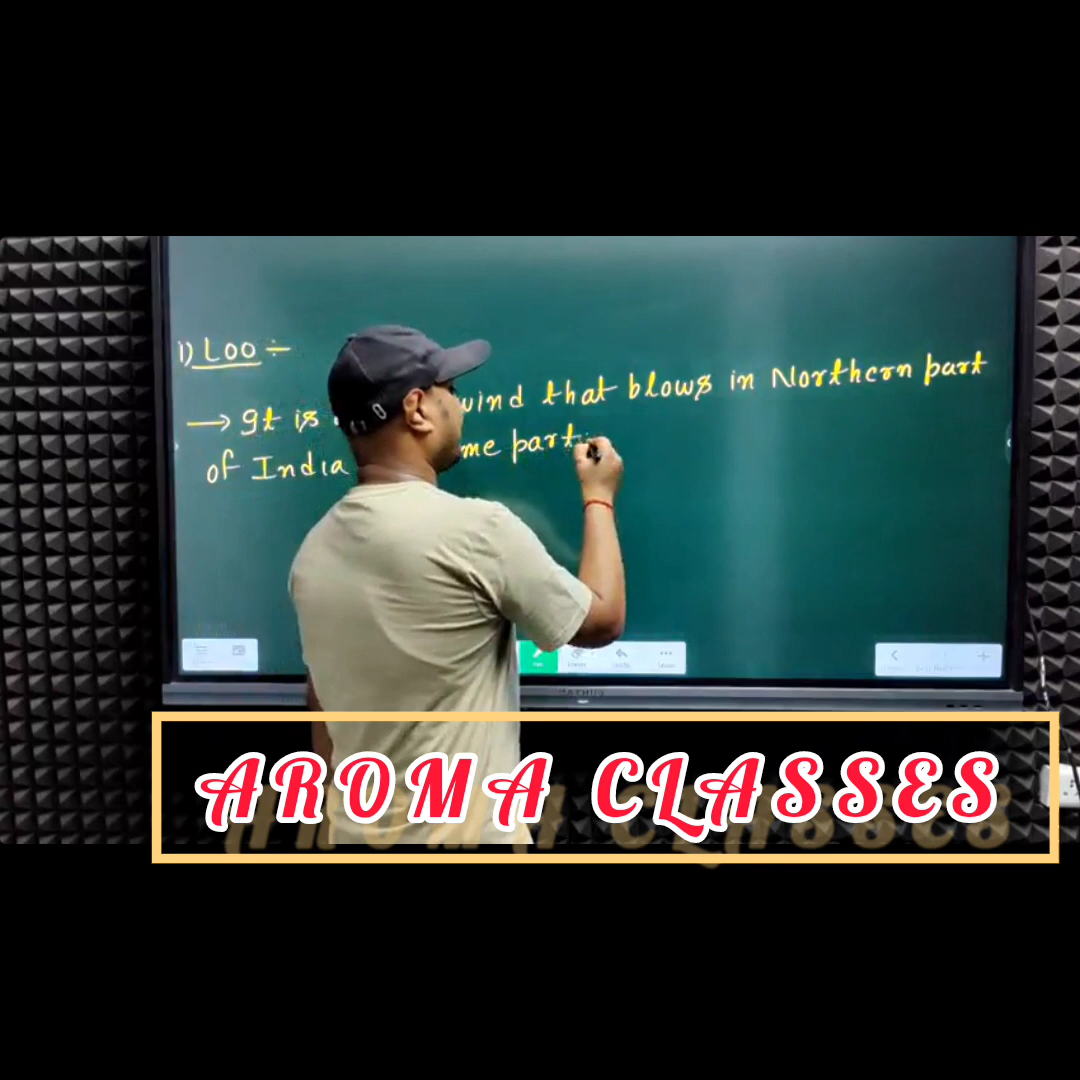 1) Loo ÷
→ It is wind that blows in Northern part
of India me part
AROMA CLASSES